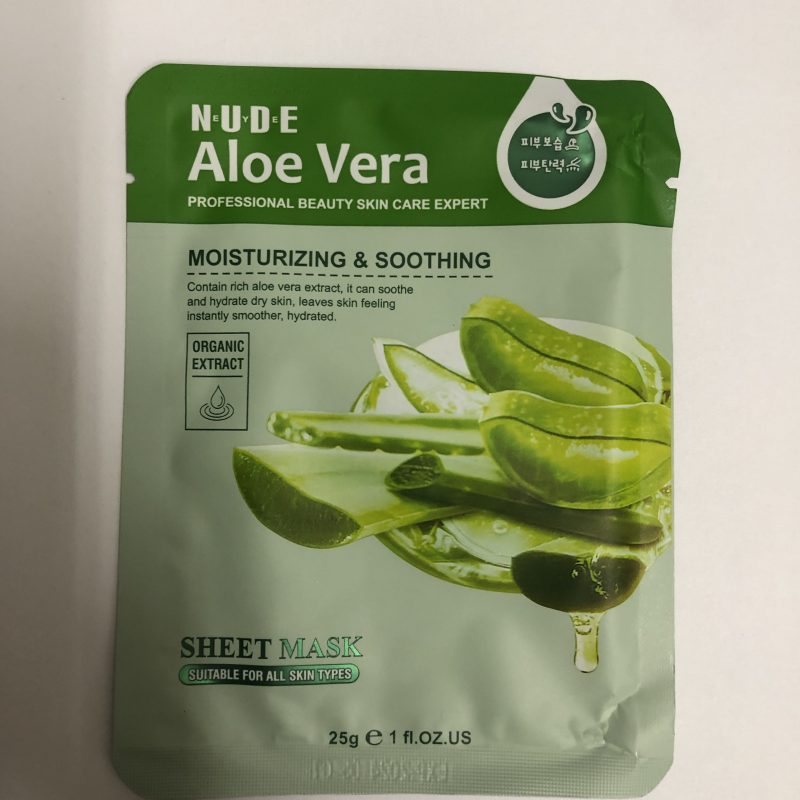 NUDE
EYE
Aloe Vera
PROFESSIONAL BEAUTY SKIN CARE EXPERT
피부보습
피부탄력
MOISTURIZING & SOOTHING
Contain rich aloe vera extract, it can soothe
and hydrate dry skin, leaves skin feeling
instantly smoother, hydrated.
ORGANIC
EXTRACT
SHEET MASK
SUITABLE FOR ALL SKIN TYPES
25g ℮ 1 fl.OZ.US